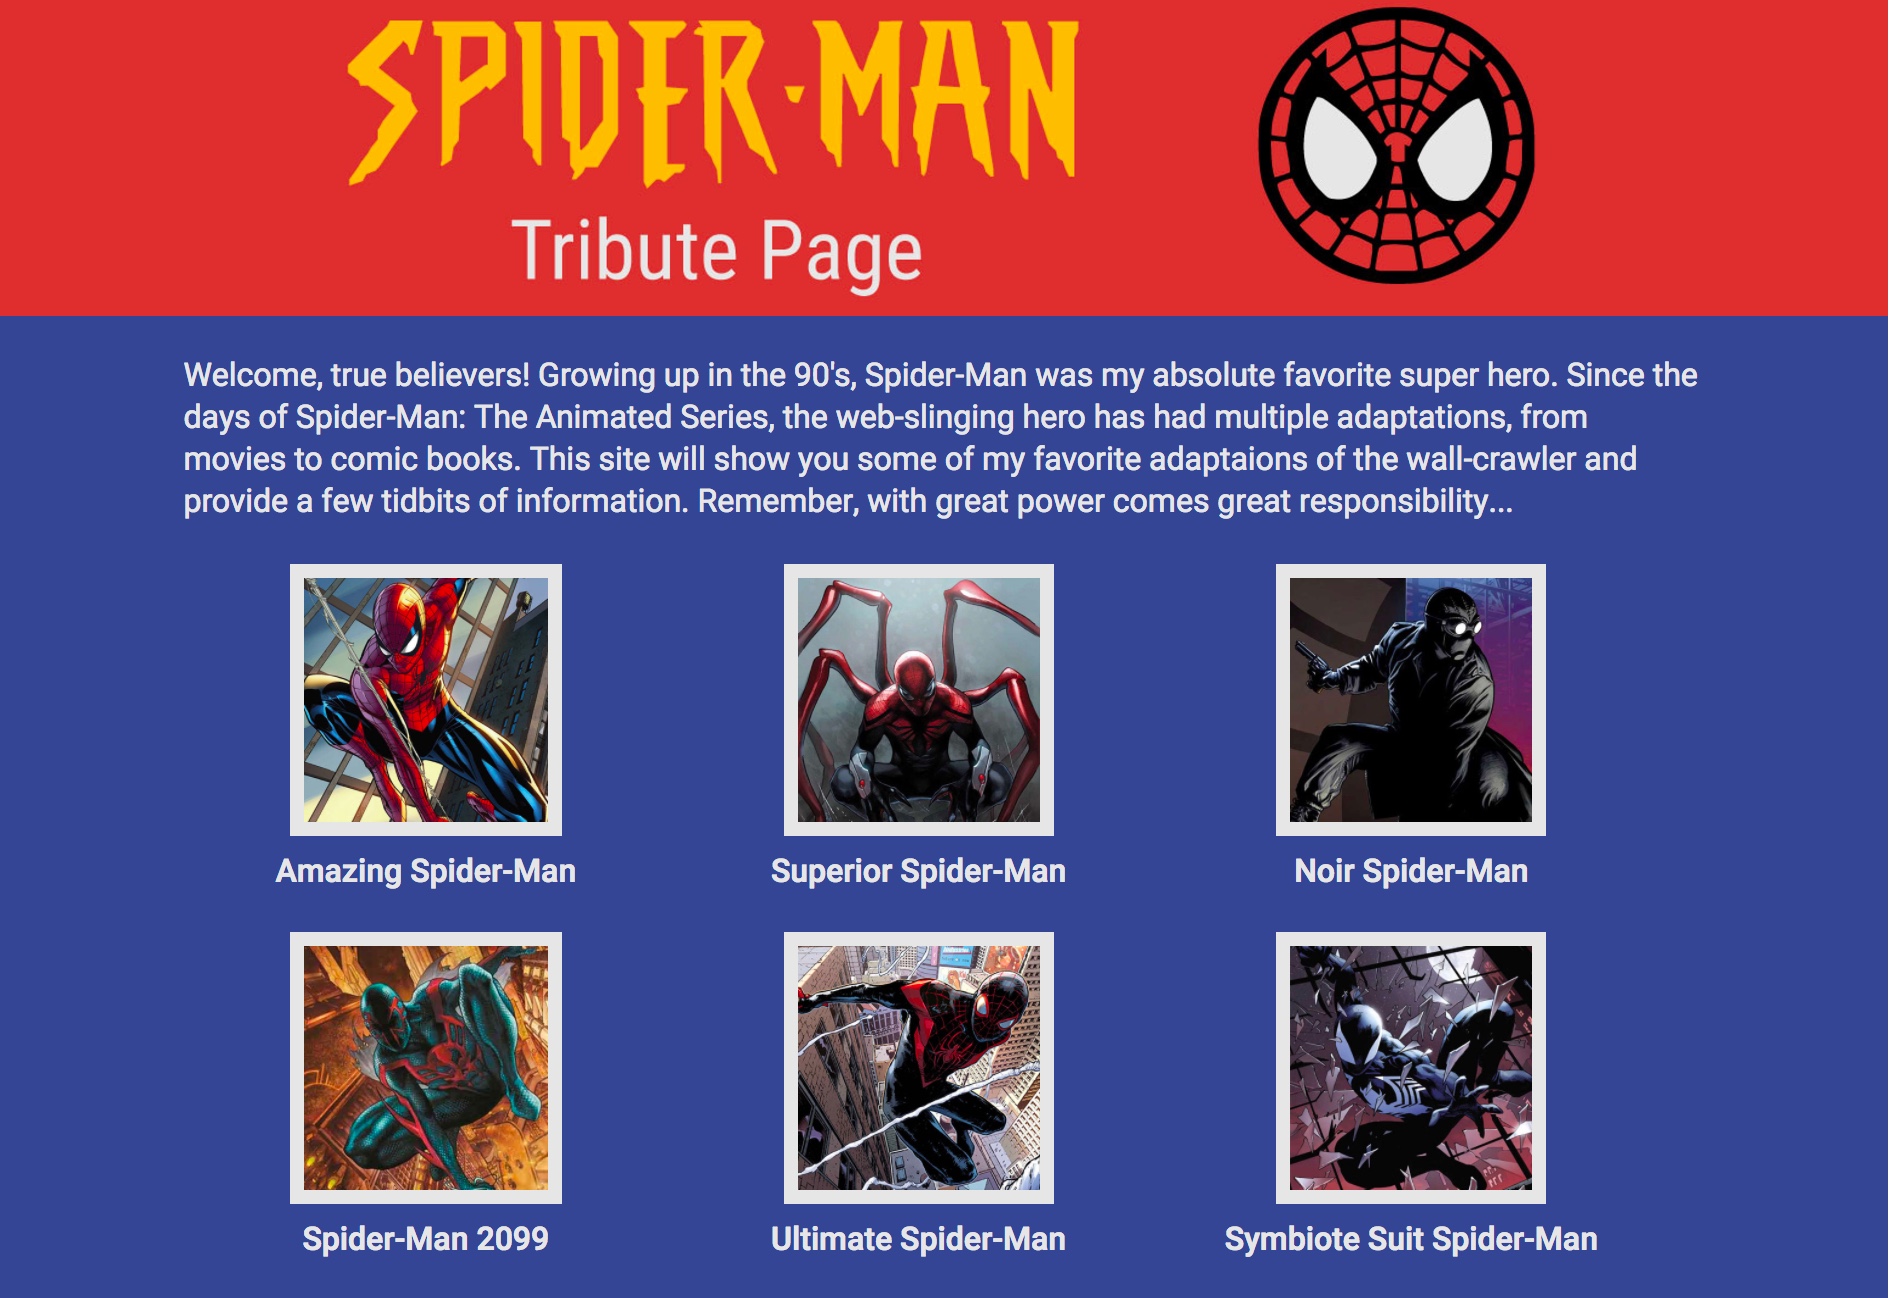 SPIDER-MAN
Tribute Page
Welcome, true believers! Growing up in the 90's, Spider-Man was my absolute favorite super hero. Since the
days of Spider-Man: The Animated Series, the web-slinging hero has had multiple adaptations, from
movies to comic books. This site will show you some of my favorite adaptaions of the wall-crawler and
provide a few tidbits of information. Remember, with great power comes great responsibility...
Amazing Spider-Man
Superior Spider-Man
Noir Spider-Man
Spider-Man 2099
Ultimate Spider-Man
Symbiote Suit Spider-Man